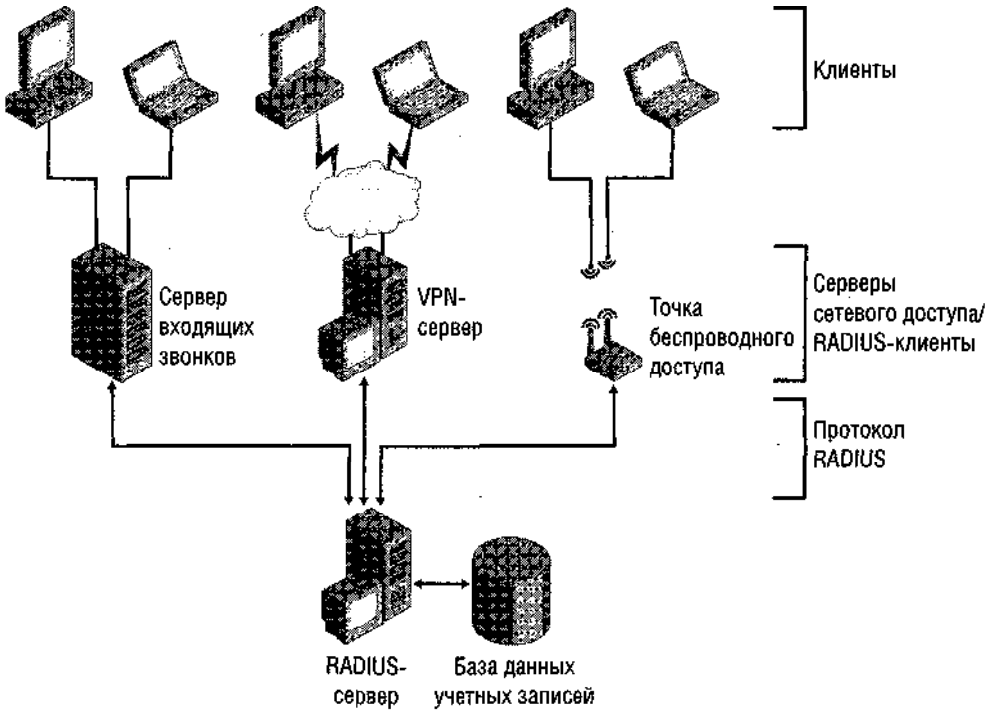 Клиенты
Сервер
входящих
звонков
VPN-
сервер
Точка
беспроводного
доступа
Серверы
сетевого доступа/
RADIUS-клиенты
Протокол
RADIUS
RADIUS-
сервер
База данных
учетных записей